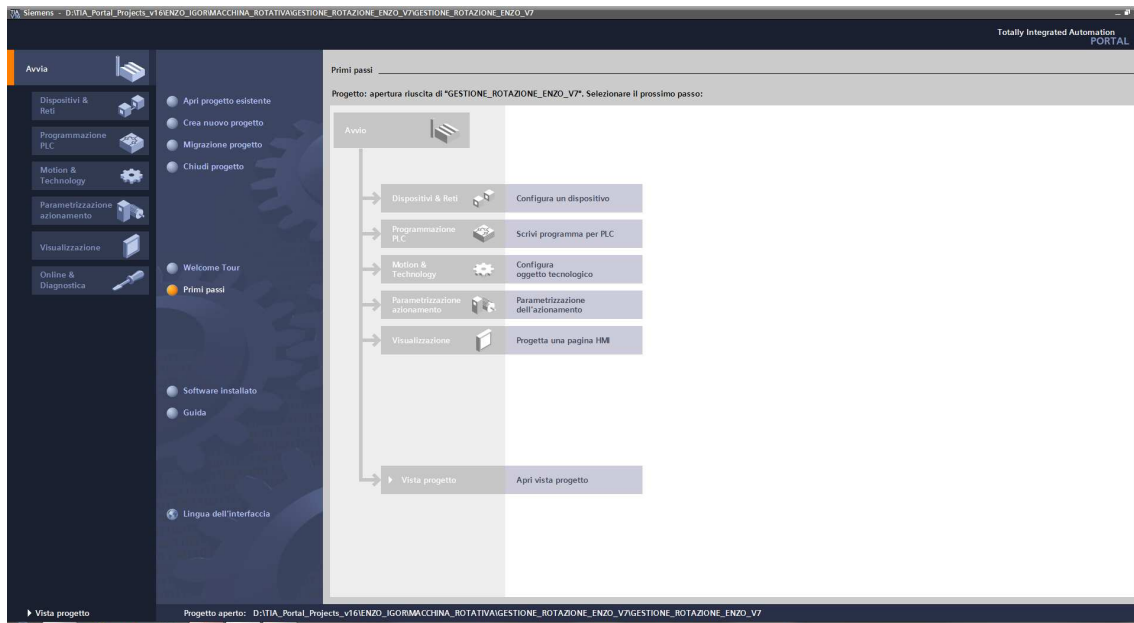 Siemens - D:\TIA_Portal_Projects_v16\ENZO_IGOR\MACCHINA_ROTATIVA\GESTIONE_ROTAZIONE_ENZO_V7\GESTIONE_ROTAZIONE_ENZO_V7
Totally Integrated Automation
PORTAL
Avvia
Dispositivi &
Reti
Programmazione
PLC
Motion &
Technology
Parametrizzazione
azionamento
Visualizzazione
Online &
Diagnostica
Apri progetto esistente
Crea nuovo progetto
Migrazione progetto
Chiudi progetto
Welcome Tour
Primi passi
Software installato
Guida
Lingua dell'interfaccia
Primi passi
Progetto: apertura riuscita di "GESTIONE_ROTAZIONE_ENZO_V7". Selezionare il prossimo passo:
Avvio
Dispositivi & Reti
Configura un dispositivo
Programmazione
PLC
Scrivi programma per PLC
Motion &
Technology
Configura
oggetto tecnologico
Parametrizzazione
azionamento
Parametrizzazione
dell'azionamento
Visualizzazione
Progetta una pagina HMI
Vista progetto
Apri vista progetto
Vista progetto
Progetto aperto: D:\TIA_Portal_Projects_v16\ENZO_IGOR\MACCHINA_ROTATIVA\GESTIONE_ROTAZIONE_ENZO_V7\GESTIONE_ROTAZIONE_ENZO_V7